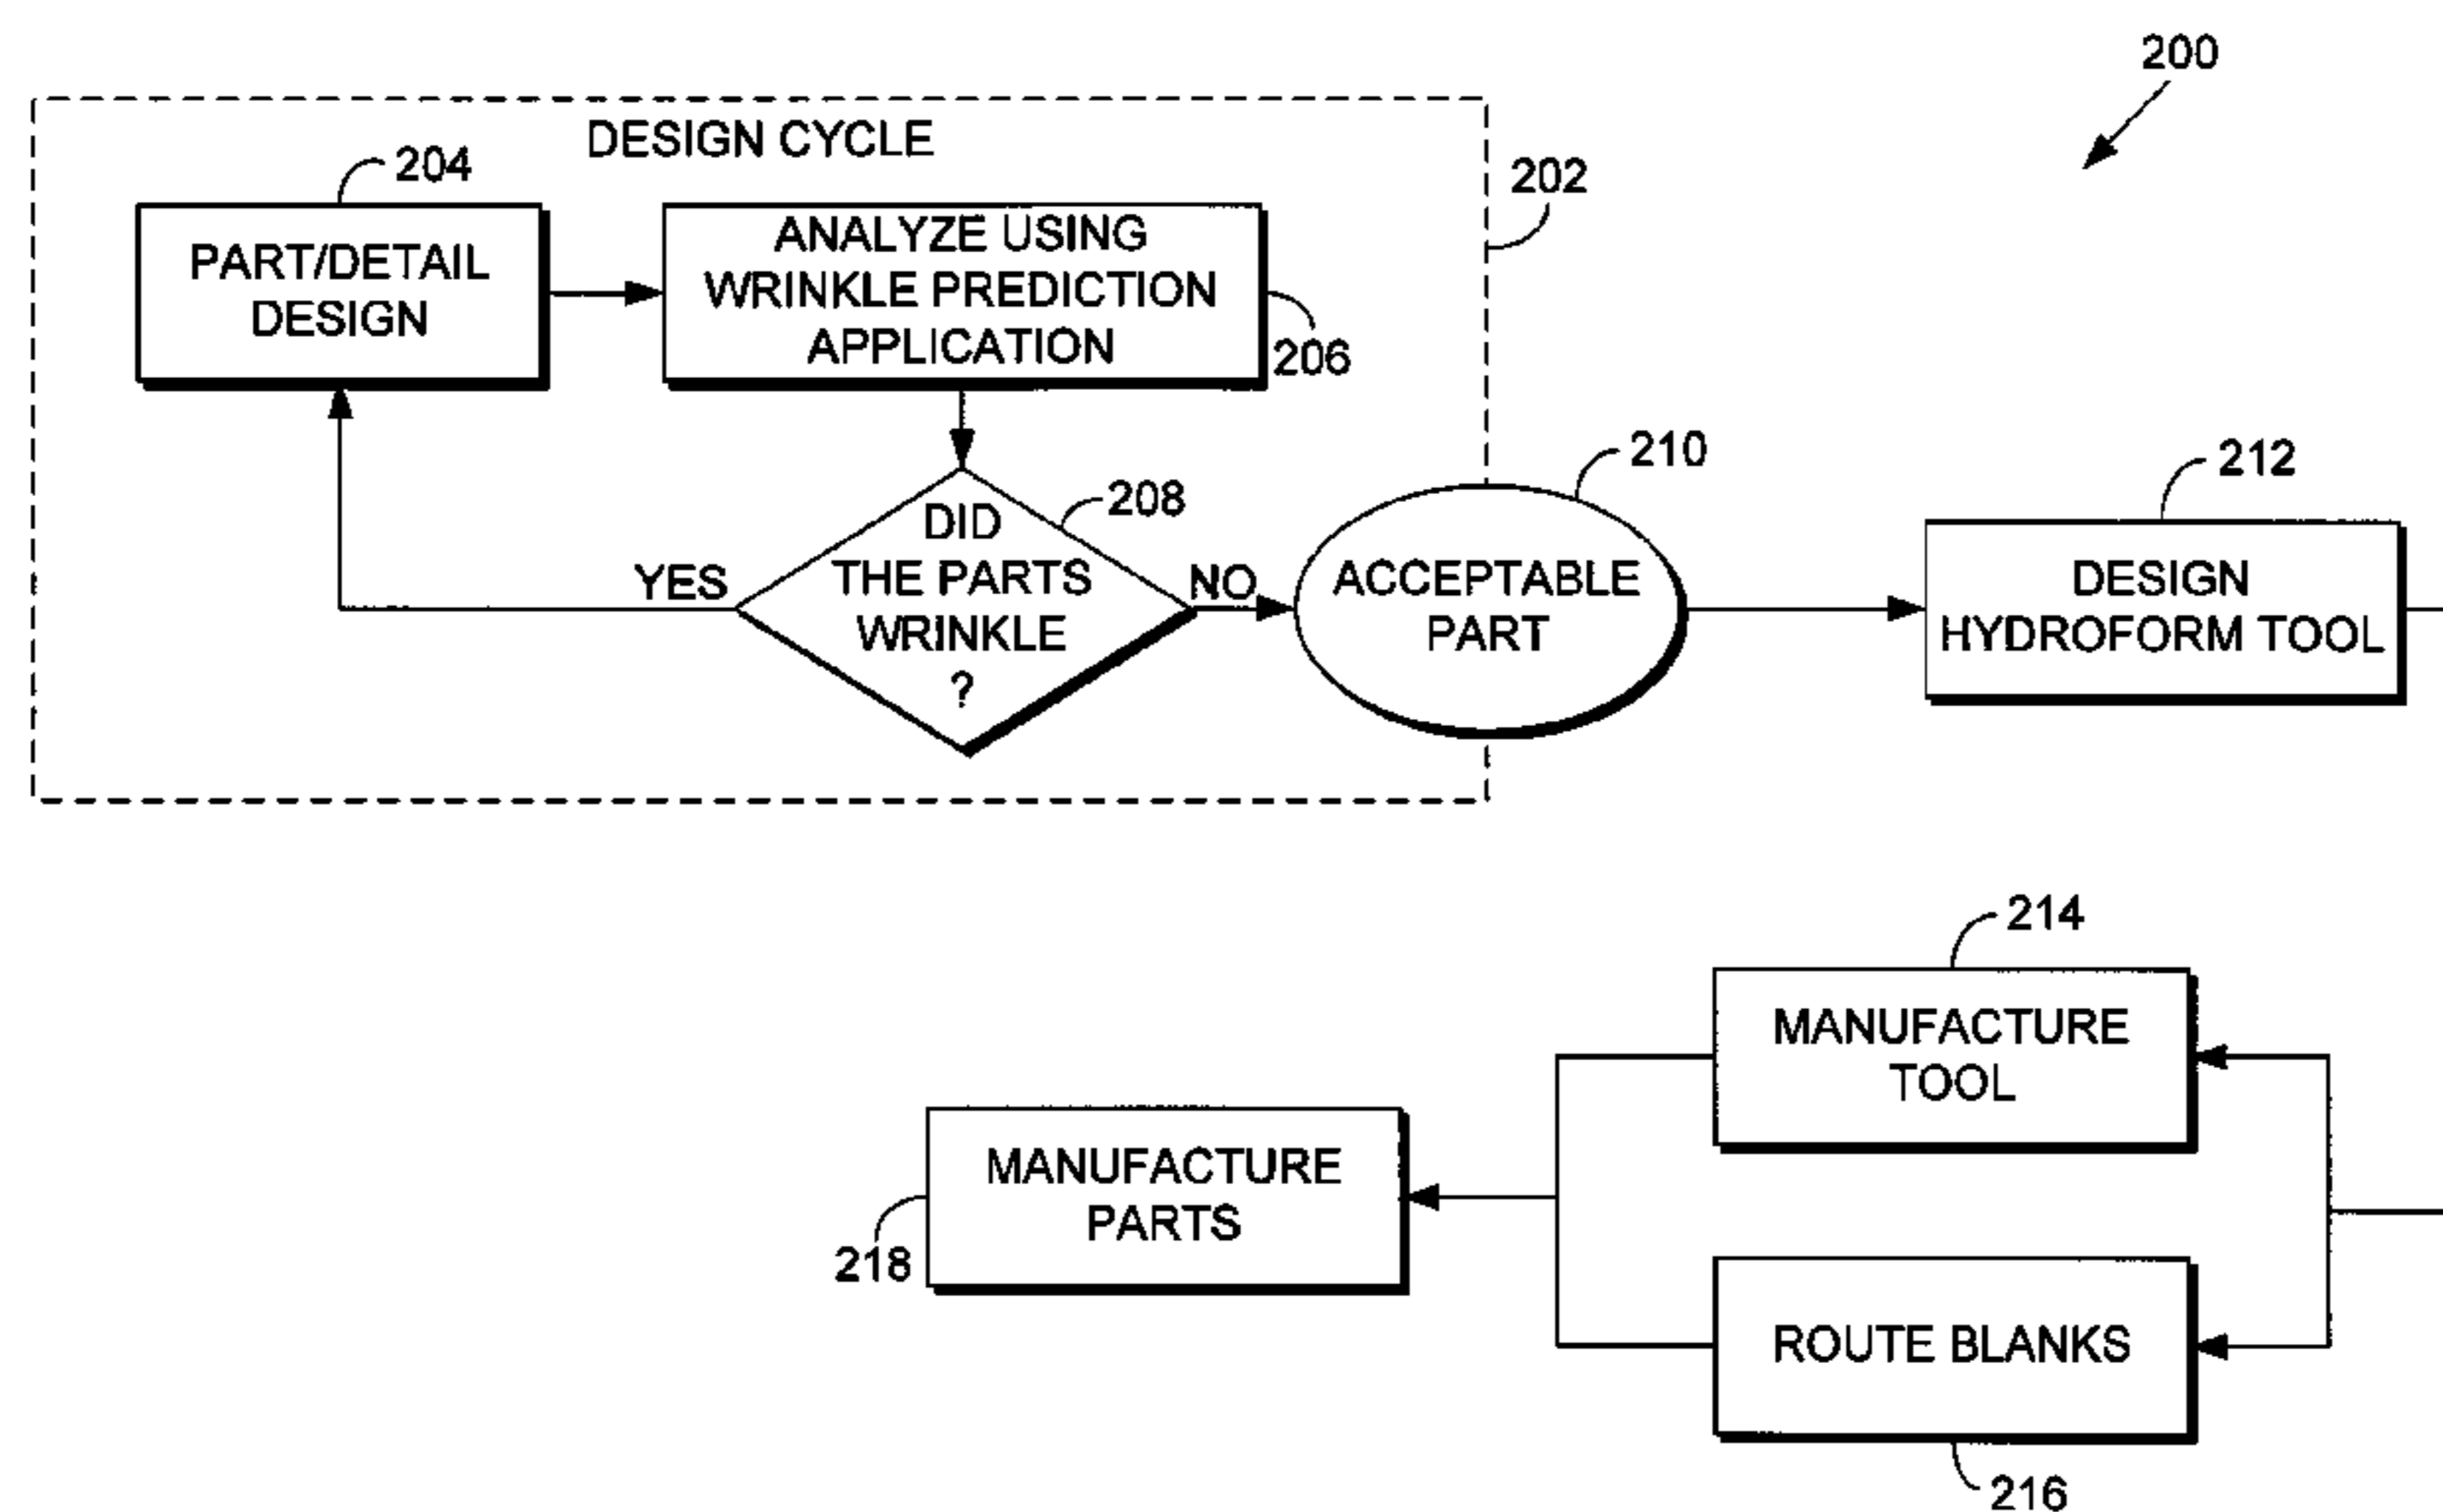 200
DESIGN CYCLE
202
204
PART/DETAIL
DESIGN
ANALYZE USING
WRINKLE PREDICTION
APPLICATION
206
208
DID
THE PARTS
WRINKLE
?
YES
NO
210
ACCEPTABLE
PART
212
DESIGN
HYDROFORM TOOL
214
MANUFACTURE
TOOL
MANUFACTURE
PARTS
218
ROUTE BLANKS
216